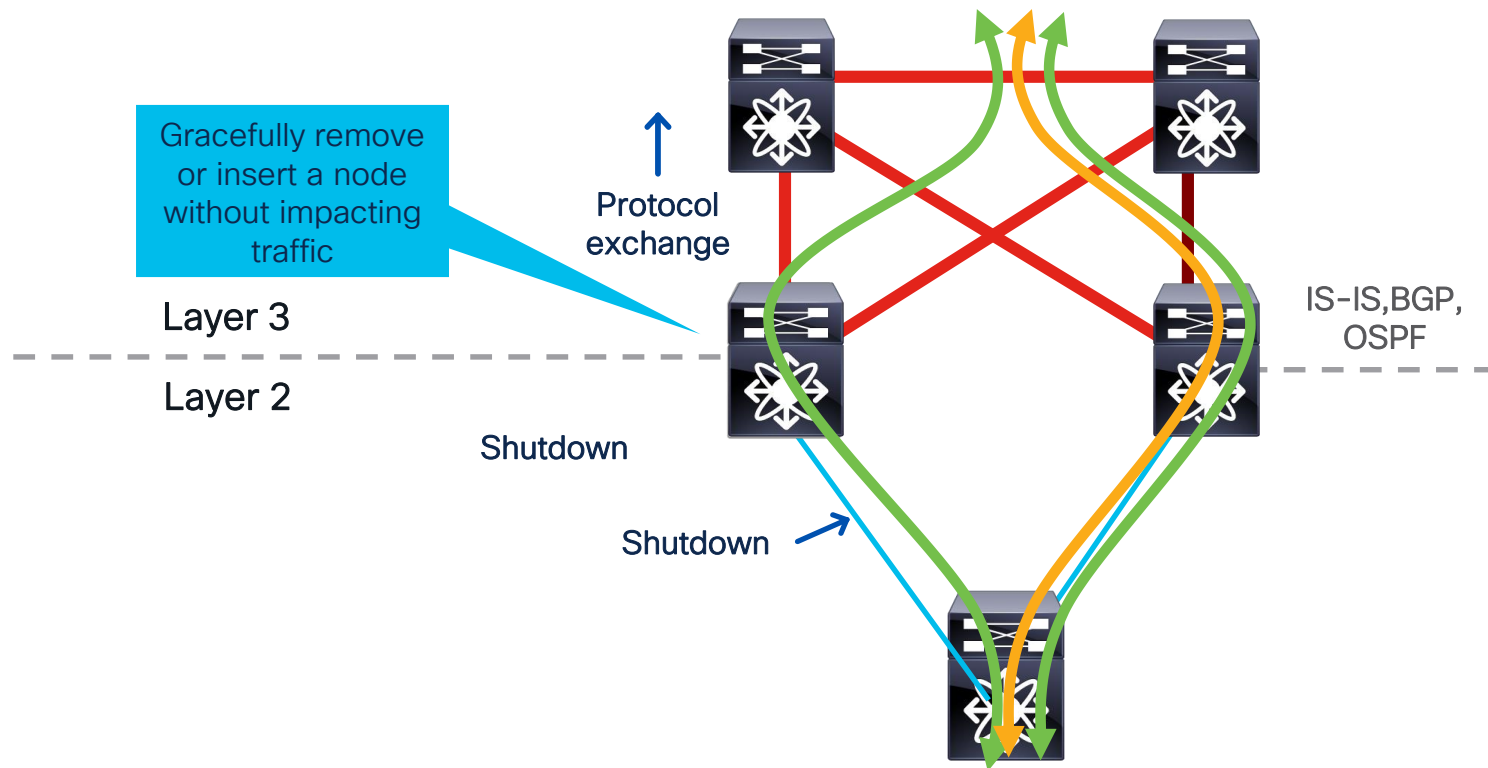 Gracefully remove
or insert a node
without impacting
traffic
Protocol
exchange
Layer 3
IS-IS,BGP,
OSPF
Layer 2
Shutdown
Shutdown